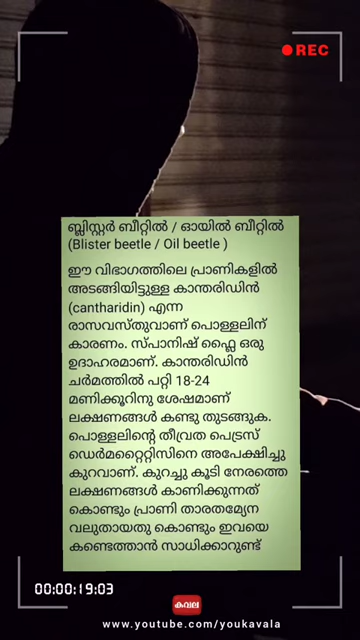 REC
ബ്ലിസ്റ്റർ ബീറ്റിൽ / ഓയിൽ ബീറ്റിൽ
(Blister beetle / Oil beetle )
ഈ വിഭാഗത്തിലെ പ്രാണികളിൽ
അടങ്ങിയിട്ടുള്ള കാന്തരിഡിൻ
(cantharidin) എന്ന
രാസവസ്തുവാണ് പൊള്ളലിന്
കാരണം. സ്പാനിഷ് ഫ്ലൈ ഒരു
ഉദാഹരമാണ്. കാന്തരിഡിൻ
ചർമത്തിൽ പറ്റി 18-24
മണിക്കൂറിനു ശേഷമാണ്
ലക്ഷണങ്ങൾ കണ്ടു തുടങ്ങുക.
പൊള്ളലിന്റെ തീവ്രത പെട്രസ്
ഡെർമറ്റൈറ്റിസിനെ അപേക്ഷിച്ചു
കുറവാണ്. കുറച്ചു കൂടി നേരത്തെ
ലക്ഷണങ്ങൾ കാണിക്കുന്നത്
കൊണ്ടും പ്രാണി താരതമ്യേന
വലുതായതു കൊണ്ടും ഇവയെ
കണ്ടെത്താൻ സാധിക്കാറുണ്ട്
00:00:19:03
കവല
www.youtube.com/youkavala